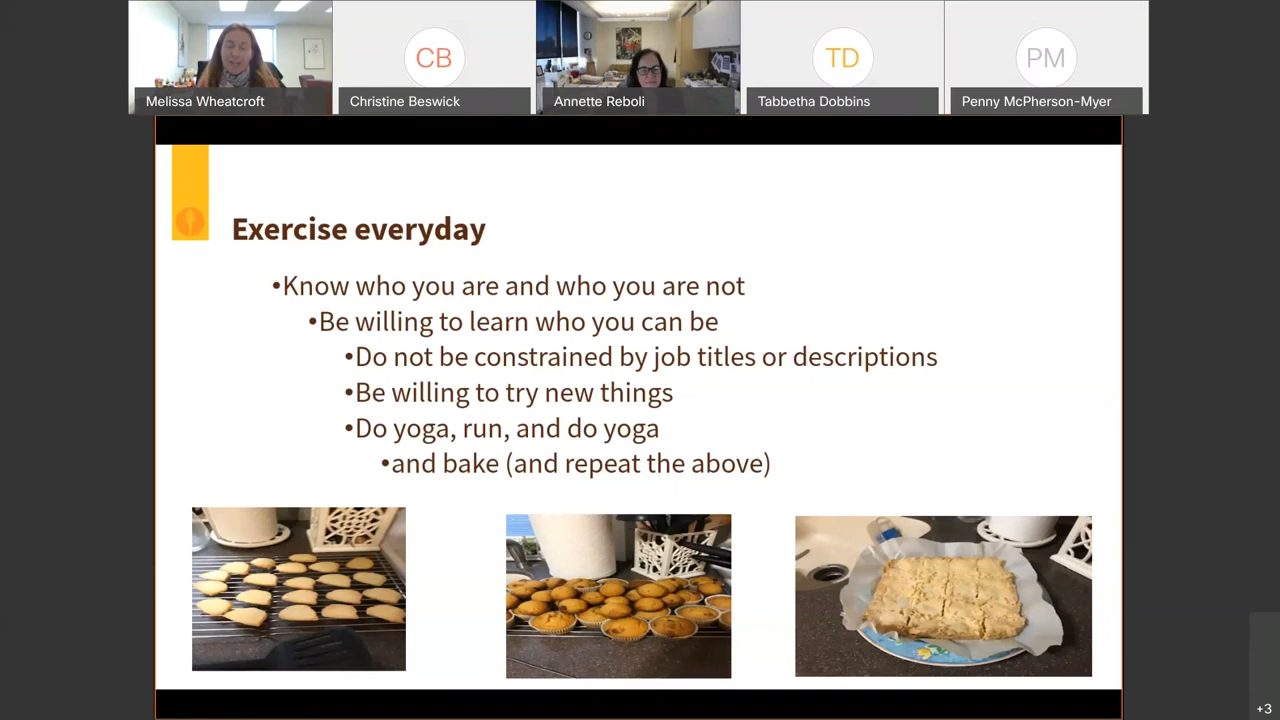 Melissa Wheatcroft
CB
Christine Beswick
Annette Reboli
TD
Tabbetha Dobbins
PM
Penny McPherson-Myer
Exercise everyday
•Know who you are and who you are not
•Be willing to learn who you can be
•Do not be constrained by job titles or descriptions
•Be willing to try new things
•Do yoga, run, and do yoga
•and bake (and repeat the above)
+3